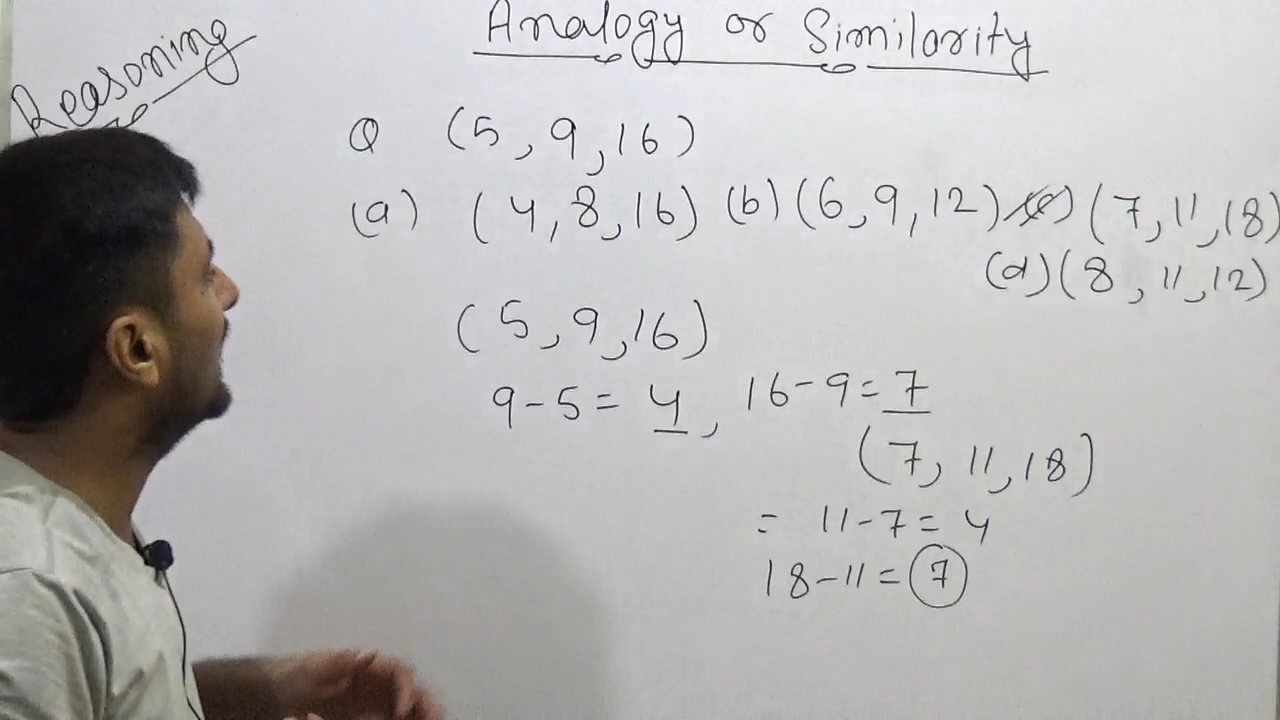 Reasoning
Analogy or Similarity
Q (5, 9, 16)
(a) (4, 8, 16) (b) (6, 9, 12) (c) (7, 11, 18)
(d) (8, 11, 12)
(5, 9, 16)
9-5= 4, 16-9= 7
(7, 11, 18)
= 11-7= 4
18-11= 7